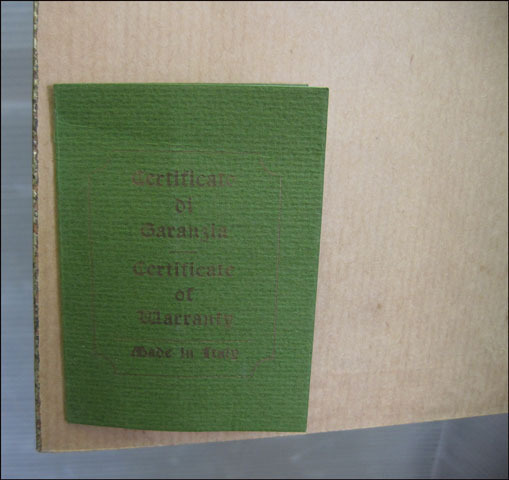 Certificato
di
Garanzia
Certificate
of
Warranty
Made in Italy